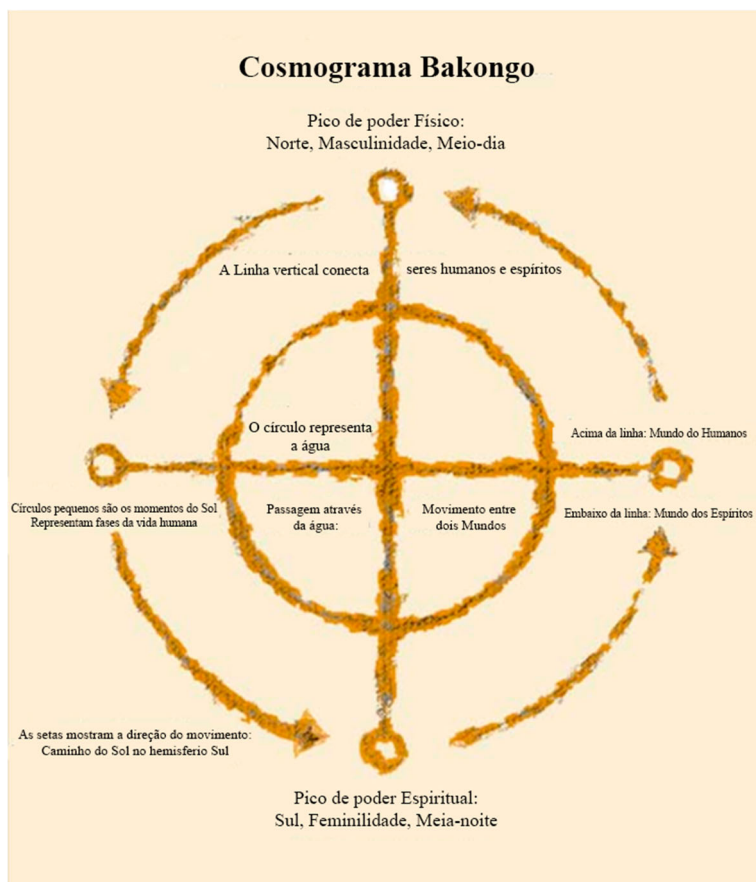 Cosmograma Bakongo
Pico de poder Físico:
Norte, Masculinidade, Meio-dia
A Linha vertical conecta seres humanos e espíritos
O círculo representa
a água
Acima da linha: Mundo do Humanos
Círculos pequenos são os momentos do Sol
Representam fases da vida humana
Passagem através
da água:
Movimento entre
dois Mundos
Embaixo da linha: Mundo dos Espíritos
As setas mostram a direção do movimento:
Caminho do Sol no hemisferio Sul
Pico de poder Espiritual:
Sul, Feminilidade, Meia-noite